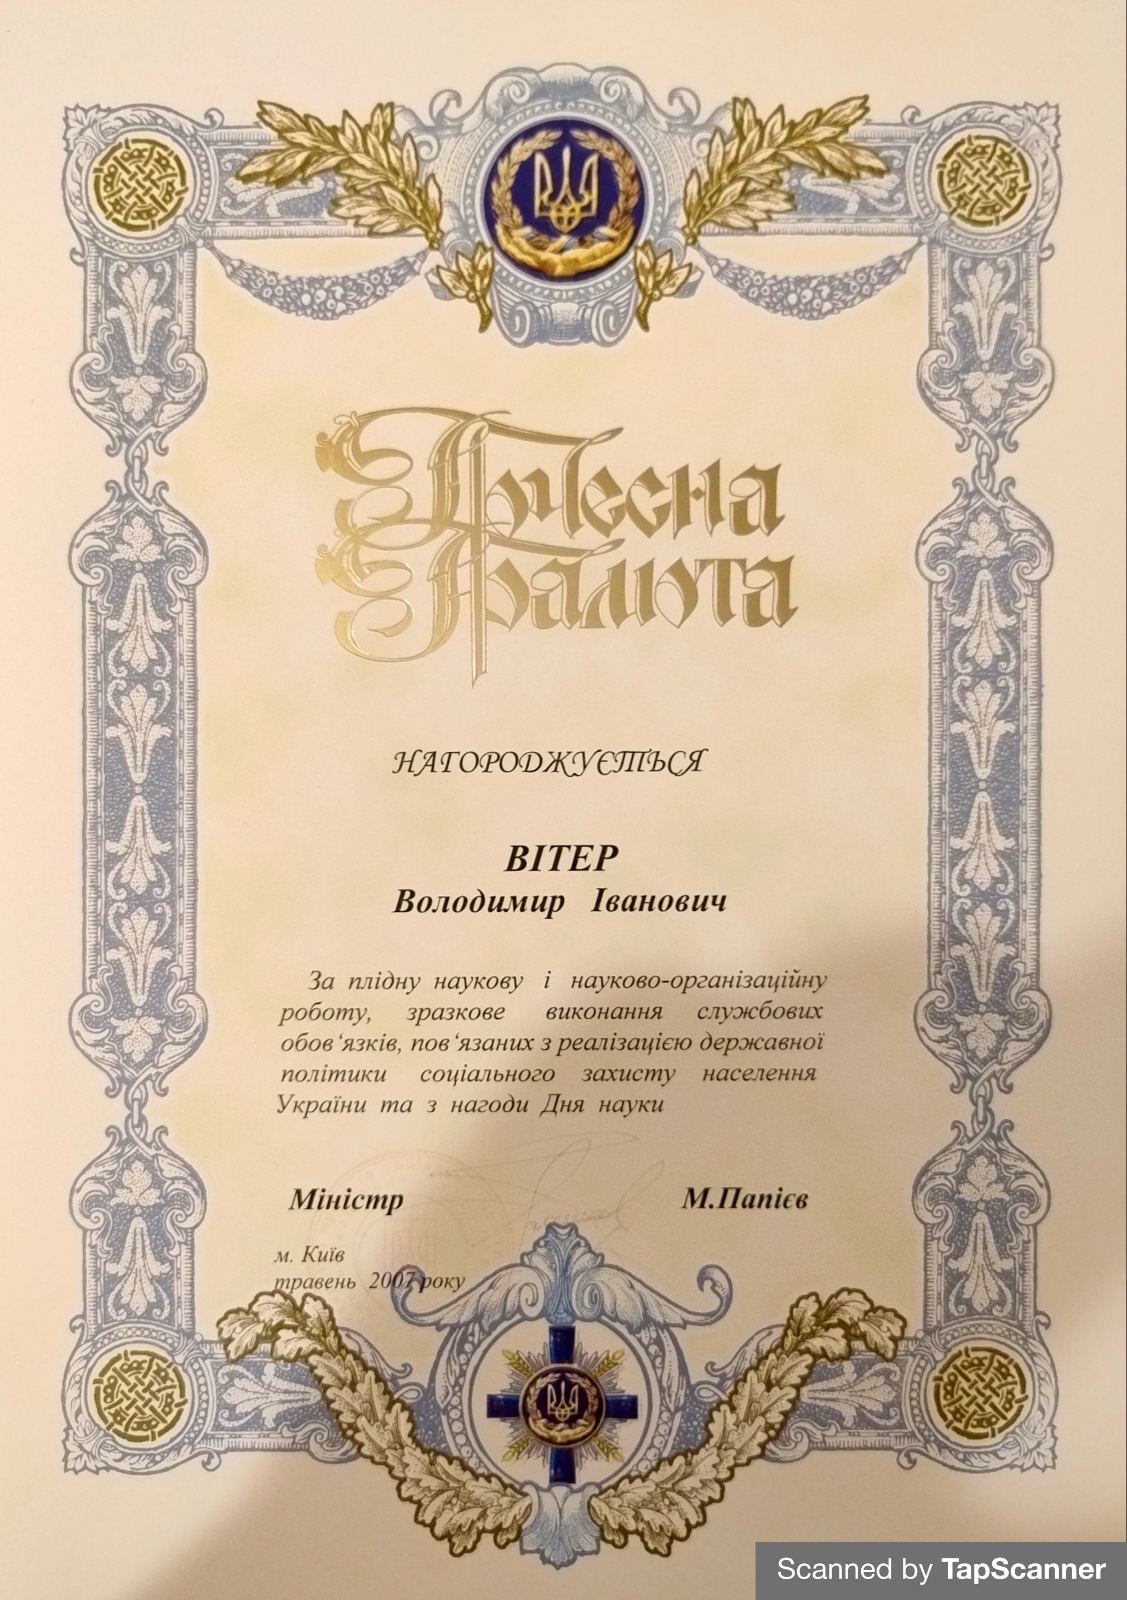 Почесна
Грамота
НАГОРОДЖУЄТЬСЯ
ВІТЕР
Володимир Іванович
За плідну наукову і науково-організаційну
роботу, зразкове виконання службових
обов‘язків, пов‘язаних з реалізацією державної
політики соціального захисту населення
України та з нагоди Дня науки
Міністр М.Папієв
м. Київ
травень 2007 року
Scanned by TapScanner